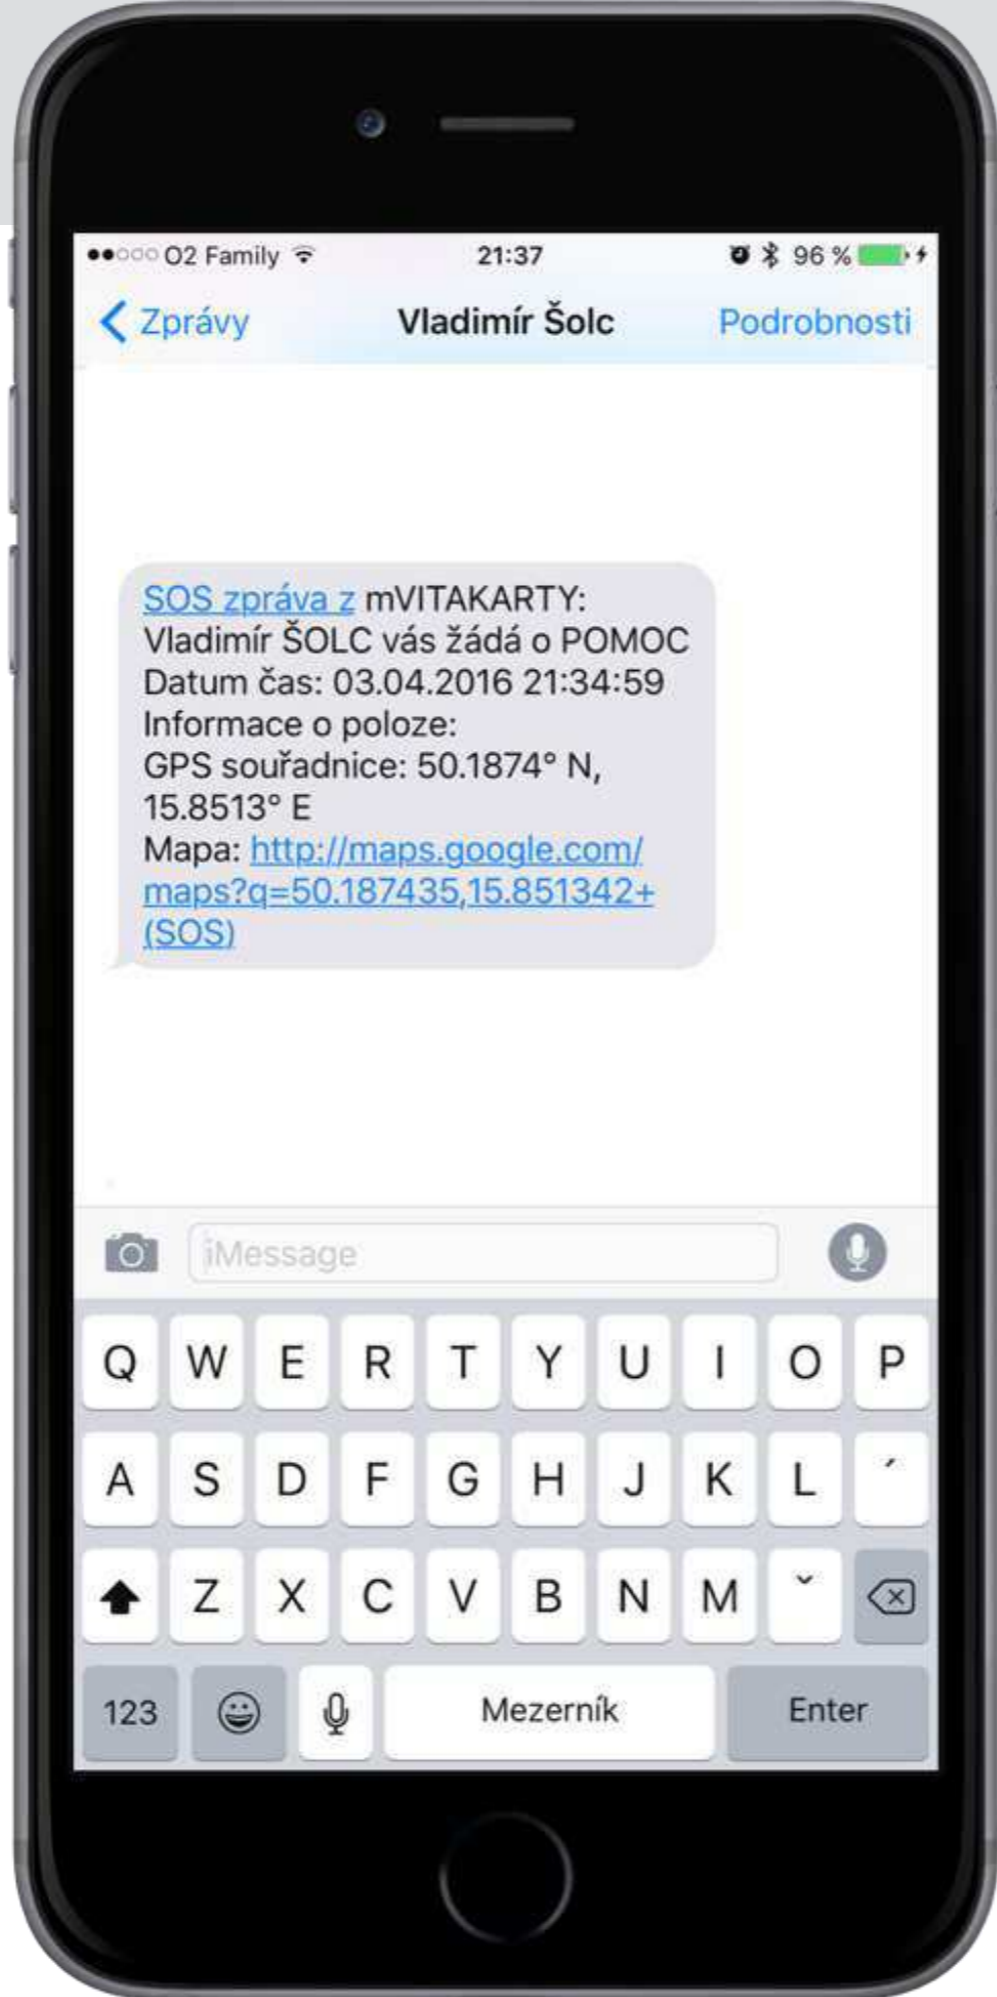 O2 Family 21:37 96 %
Zprávy Vladimír Šolc Podrobnosti
SOS zpráva z mVITAKARTY:
Vladimír ŠOLC vás žádá o POMOC
Datum čas: 03.04.2016 21:34:59
Informace o poloze:
GPS souřadnice: 50.1874° N,
15.8513° E
Mapa: http://maps.google.com/
maps?q=50.187435,15.851342+
(SOS)
iMessage
Q W E R T Y U I O P
A S D F G H J K L ´
Z X C V B N M ˇ
123 Mezerník Enter